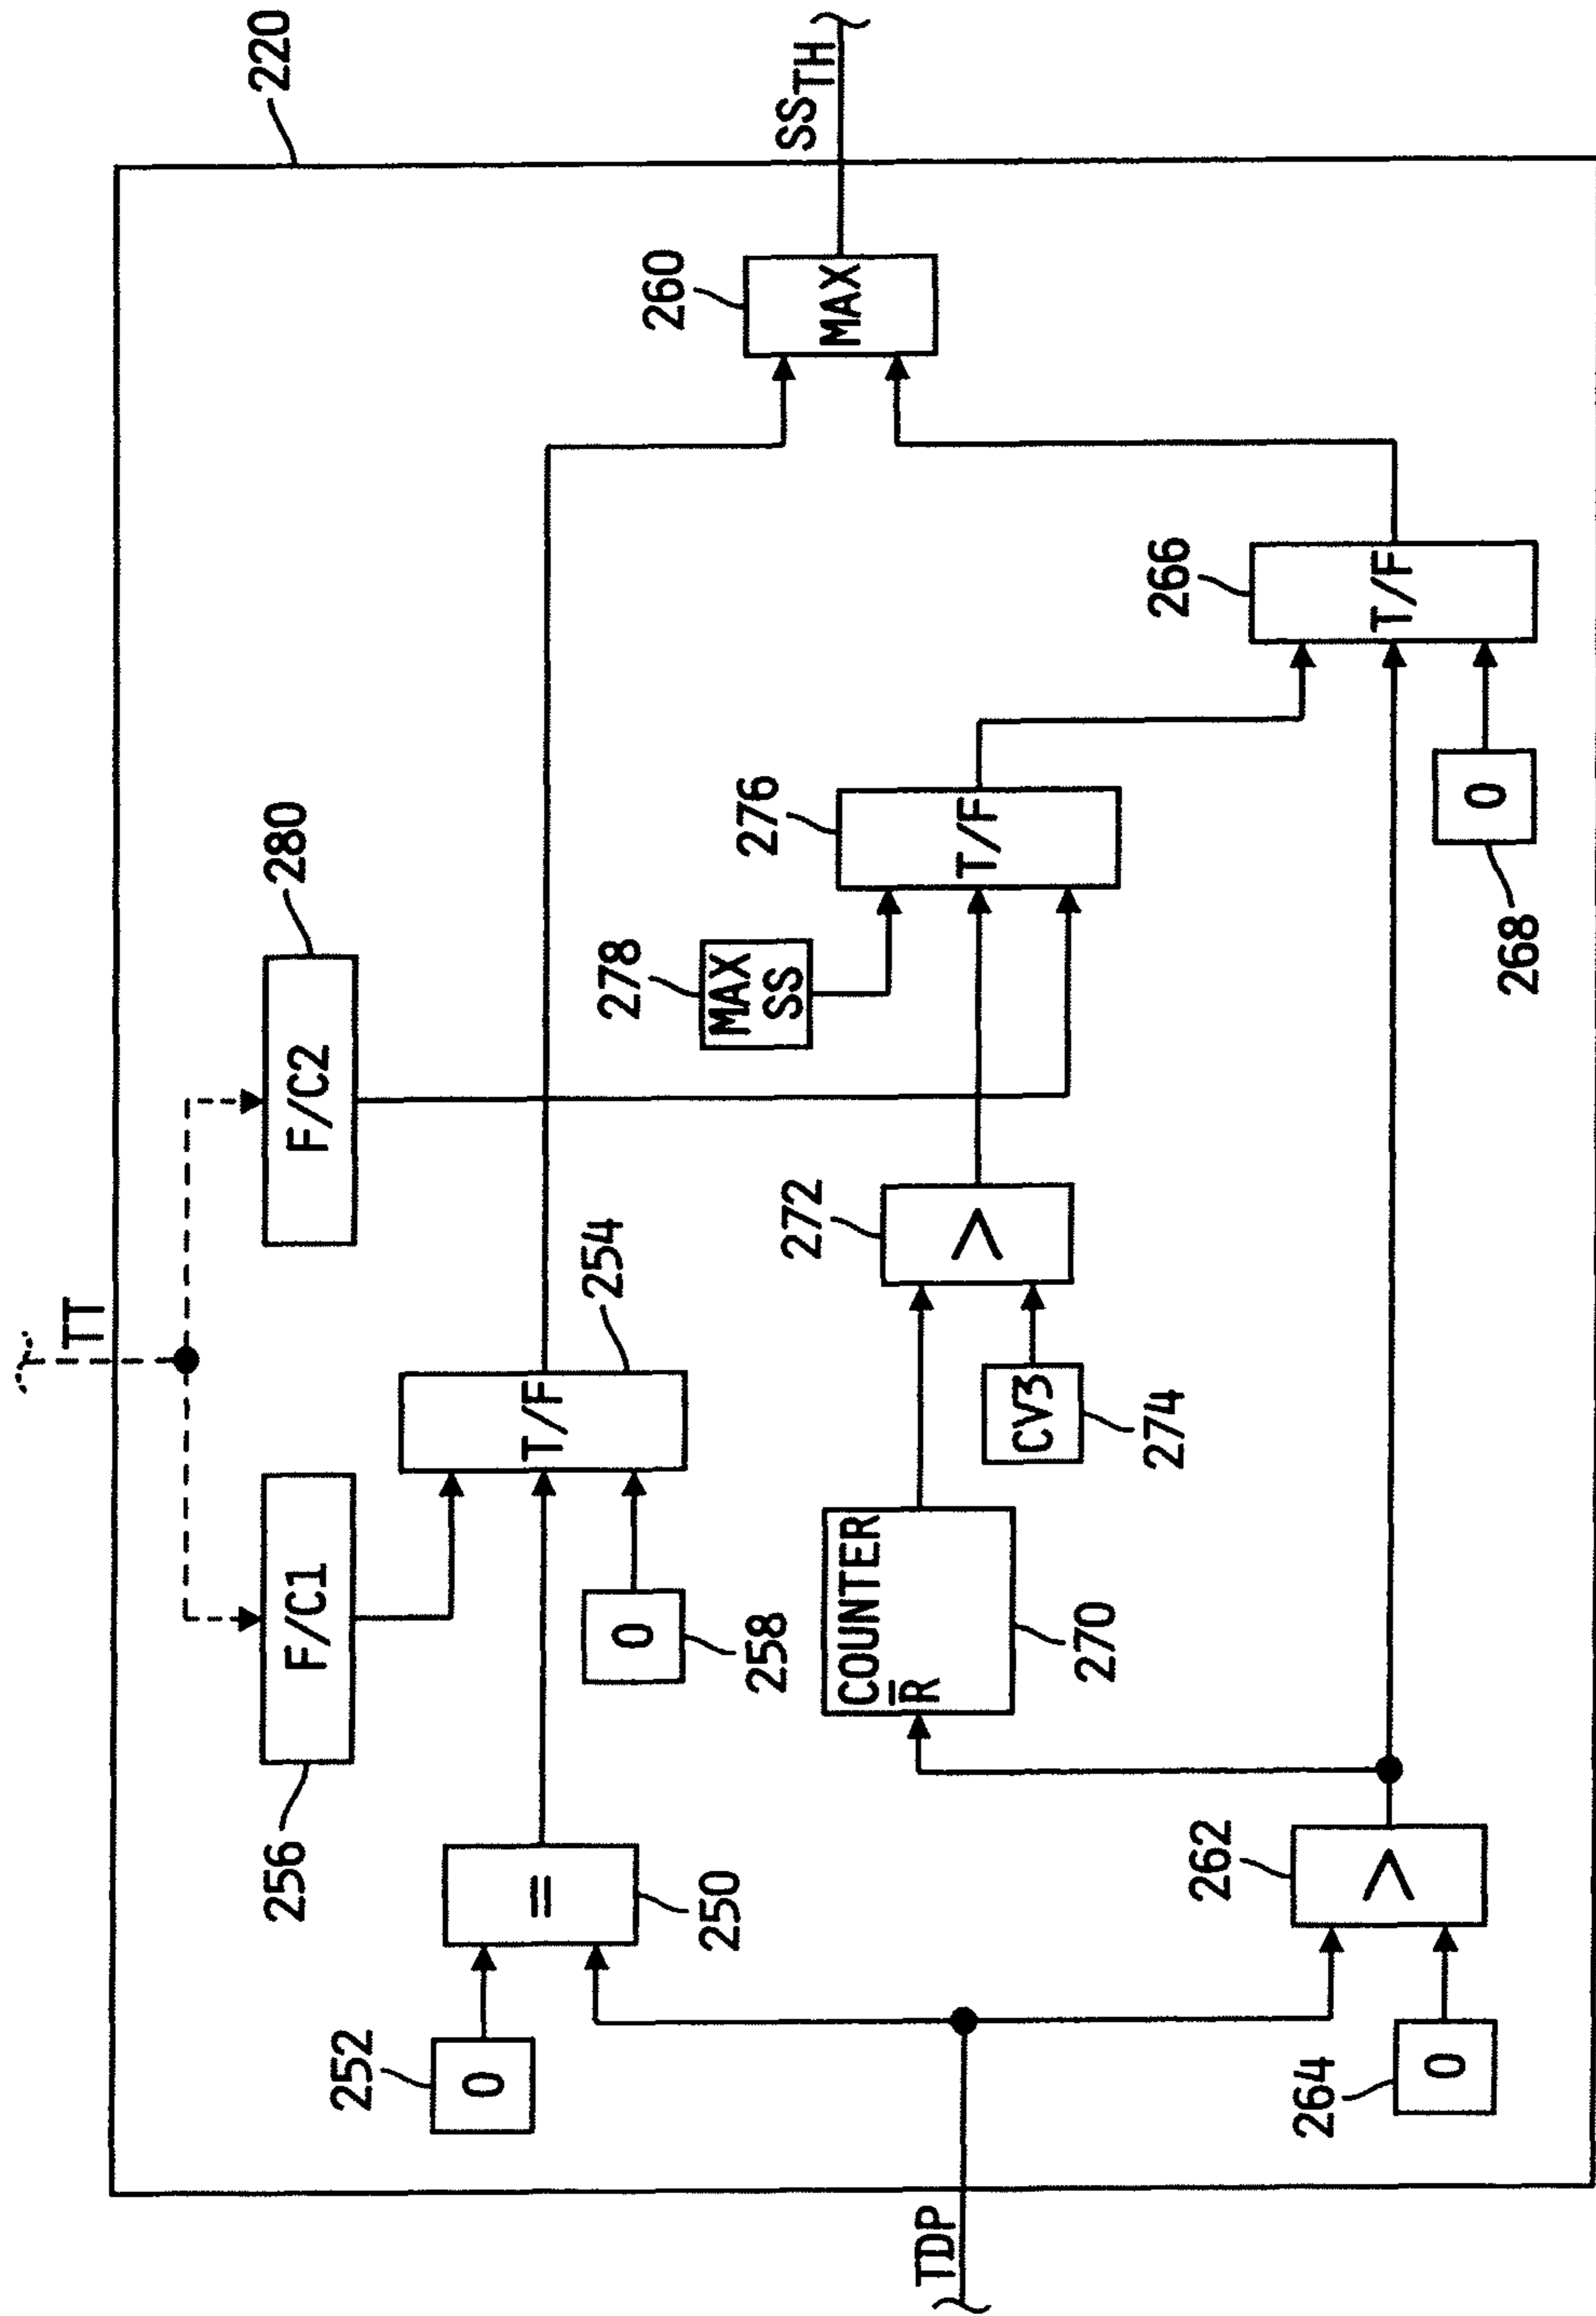 TT
220
256
F/C1
F/C2
280
252
0
=
250
T/F
254
0
258
260
MAX
SS_TH
278
MAX
SS
276
T/F
272
>
COUNTER
R̅
270
CV3
274
TDP
262
>
264
0
266
T/F
0
268